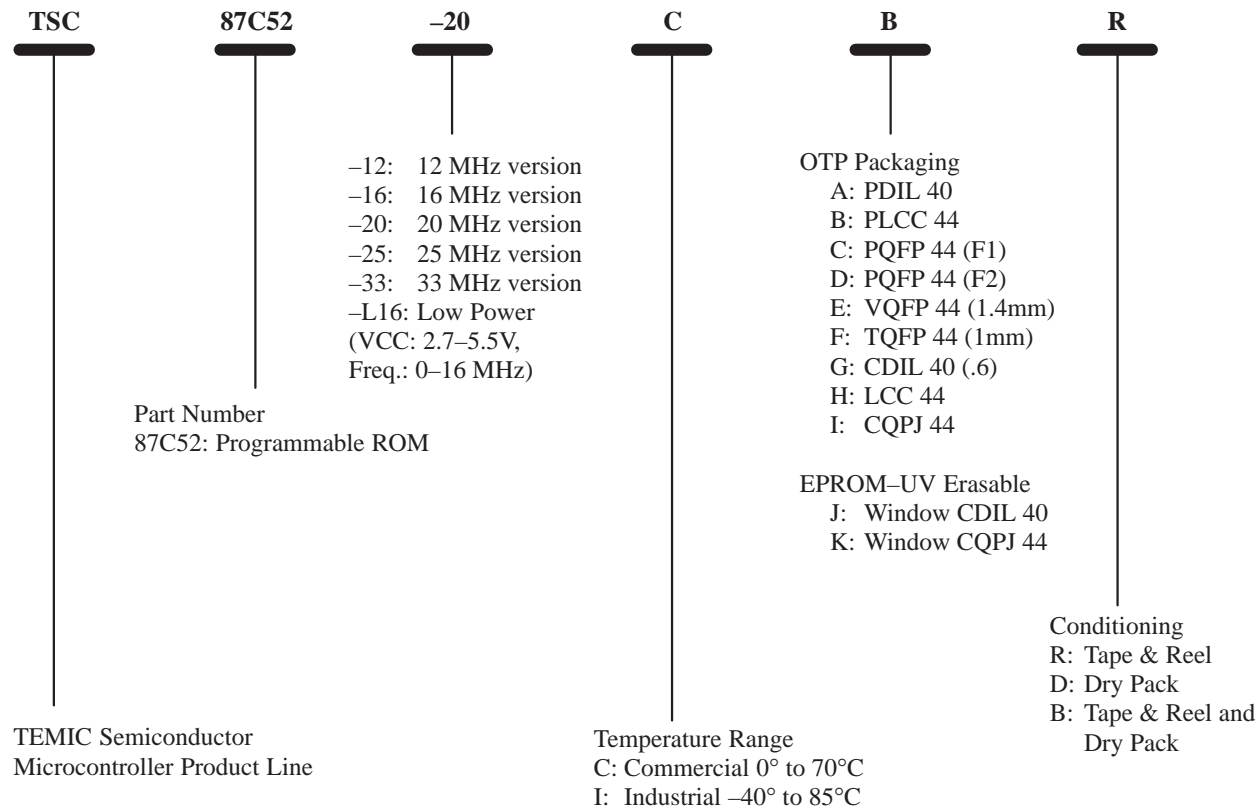 TSC 87C52 –20 C B R
–12: 12 MHz version
–16: 16 MHz version
–20: 20 MHz version
–25: 25 MHz version
–33: 33 MHz version
–L16: Low Power
(VCC: 2.7–5.5V,
Freq.: 0–16 MHz)
OTP Packaging
A: PDIL 40
B: PLCC 44
C: PQFP 44 (F1)
D: PQFP 44 (F2)
E: VQFP 44 (1.4mm)
F: TQFP 44 (1mm)
G: CDIL 40 (.6)
H: LCC 44
I: CQPJ 44
EPROM–UV Erasable
J: Window CDIL 40
K: Window CQPJ 44
Part Number
87C52: Programmable ROM
Conditioning
R: Tape & Reel
D: Dry Pack
B: Tape & Reel and
Dry Pack
TEMIC Semiconductor
Microcontroller Product Line
Temperature Range
C: Commercial 0° to 70°C
I: Industrial –40° to 85°C